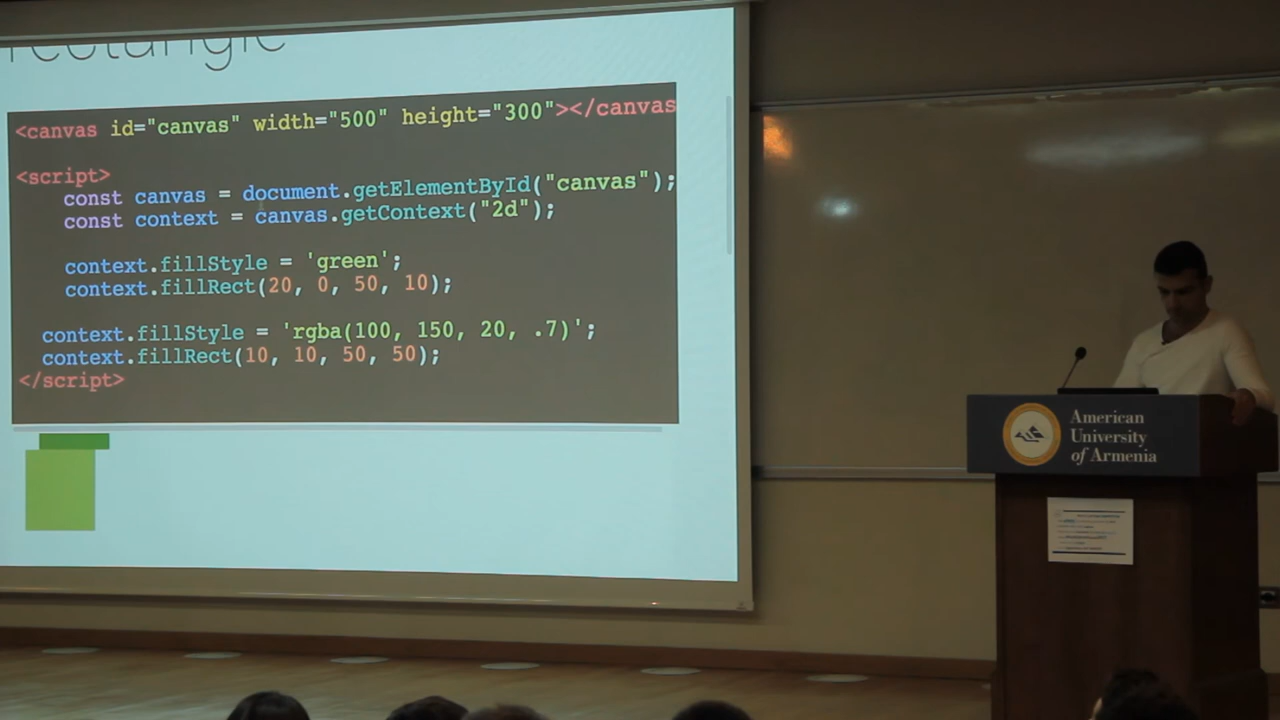 rectangle
<canvas id="canvas" width="500" height="300"></canvas
<script>
const canvas = document.getElementById("canvas");
const context = canvas.getContext("2d");
context.fillStyle = 'green';
context.fillRect(20, 0, 50, 10);
context.fillStyle = 'rgba(100, 150, 20, .7)';
context.fillRect(10, 10, 50, 50);
</script>
American
University
of Armenia